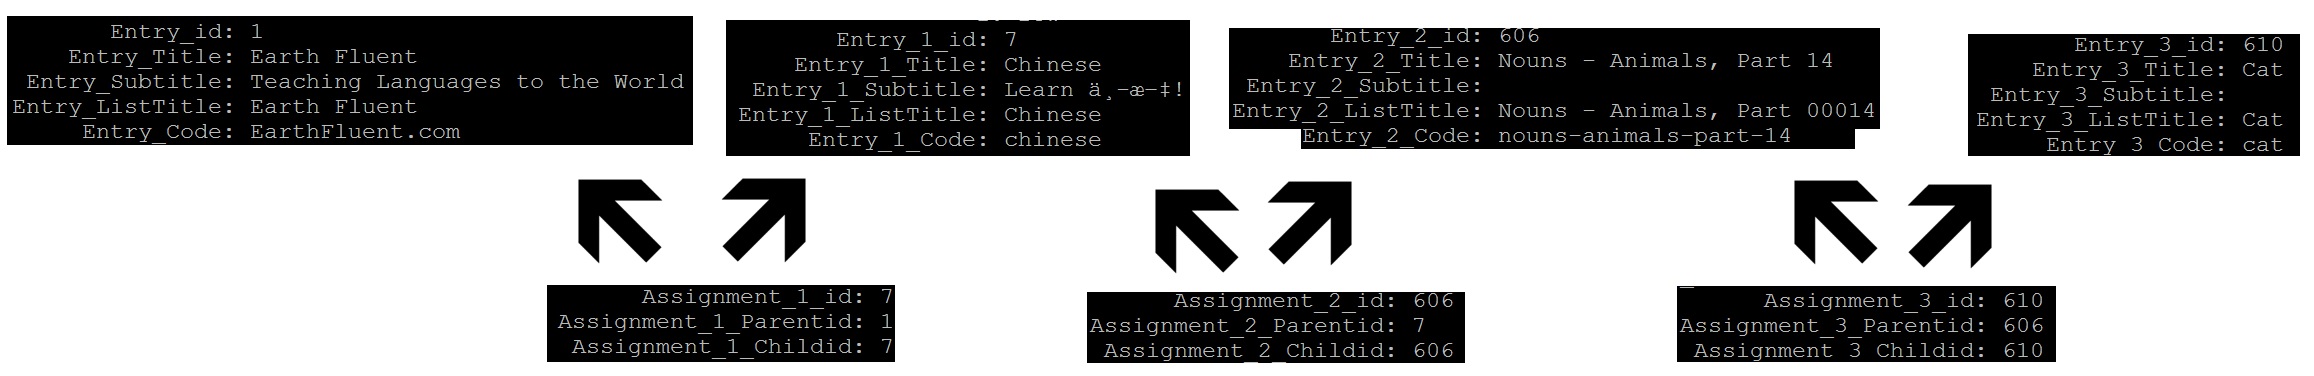 Entry_id: 1
Entry_Title: Earth Fluent
Entry_Subtitle: Teaching Languages to the World
Entry_ListTitle: Earth Fluent
Entry_Code: EarthFluent.com
Entry_1_id: 7
Entry_1_Title: Chinese
Entry_1_Subtitle: Learn ä¸-æ-‡!
Entry_1_ListTitle: Chinese
Entry_1_Code: chinese
Entry_2_id: 606
Entry_2_Title: Nouns - Animals, Part 14
Entry_2_Subtitle:
Entry_2_ListTitle: Nouns - Animals, Part 00014
Entry_2_Code: nouns-animals-part-14
Entry_3_id: 610
Entry_3_Title: Cat
Entry_3_Subtitle:
Entry_3_ListTitle: Cat
Entry_3_Code: cat
Assignment_1_id: 7
Assignment_1_Parentid: 1
Assignment_1_Childid: 7
Assignment_2_id: 606
Assignment_2_Parentid: 7
Assignment_2_Childid: 606
Assignment_3_id: 610
Assignment_3_Parentid: 606
Assignment_3_Childid: 610